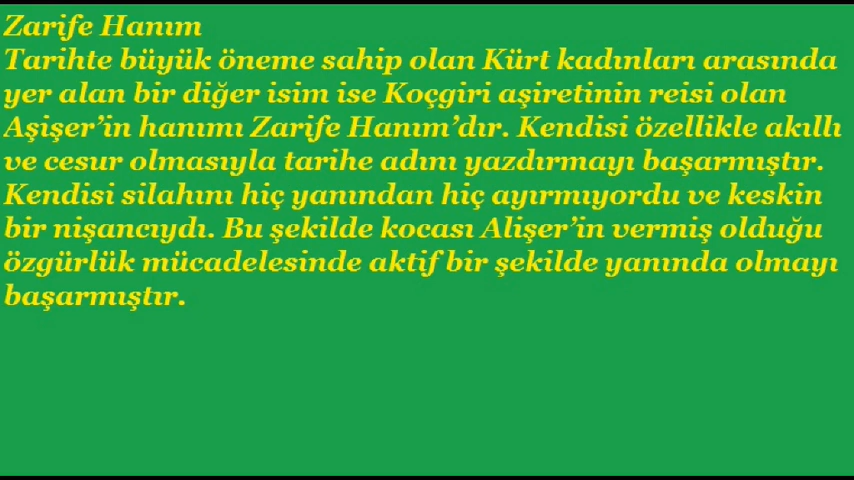 Zarife Hanım
Tarihte büyük öneme sahip olan Kürt kadınları arasında
yer alan bir diğer isim ise Koçgiri aşiretinin reisi olan
Aşişer’in hanımı Zarife Hanım’dır. Kendisi özellikle akıllı
ve cesur olmasıyla tarihe adını yazdırmayı başarmıştır.
Kendisi silahını hiç yanından hiç ayırmıyordu ve keskin
bir nişancıydı. Bu şekilde kocası Alişer’in vermiş olduğu
özgürlük mücadelesinde aktif bir şekilde yanında olmayı
başarmıştır.